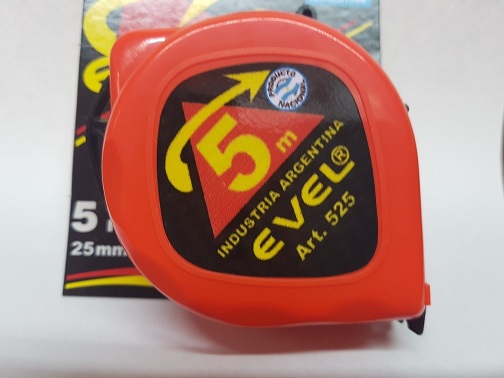 PRODUCTO
NACIONAL
5 m
INDUSTRIA ARGENTINA
EVEL®
Art. 525
5
25mm